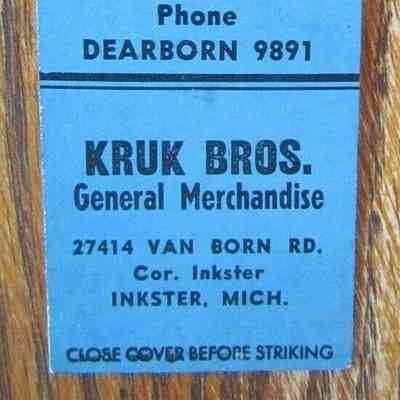 Phone
DEARBORN 9891
KRUK BROS.
General Merchandise
27414 VAN BORN RD.
Cor. Inkster
INKSTER, MICH.
CLOSE COVER BEFORE STRIKING